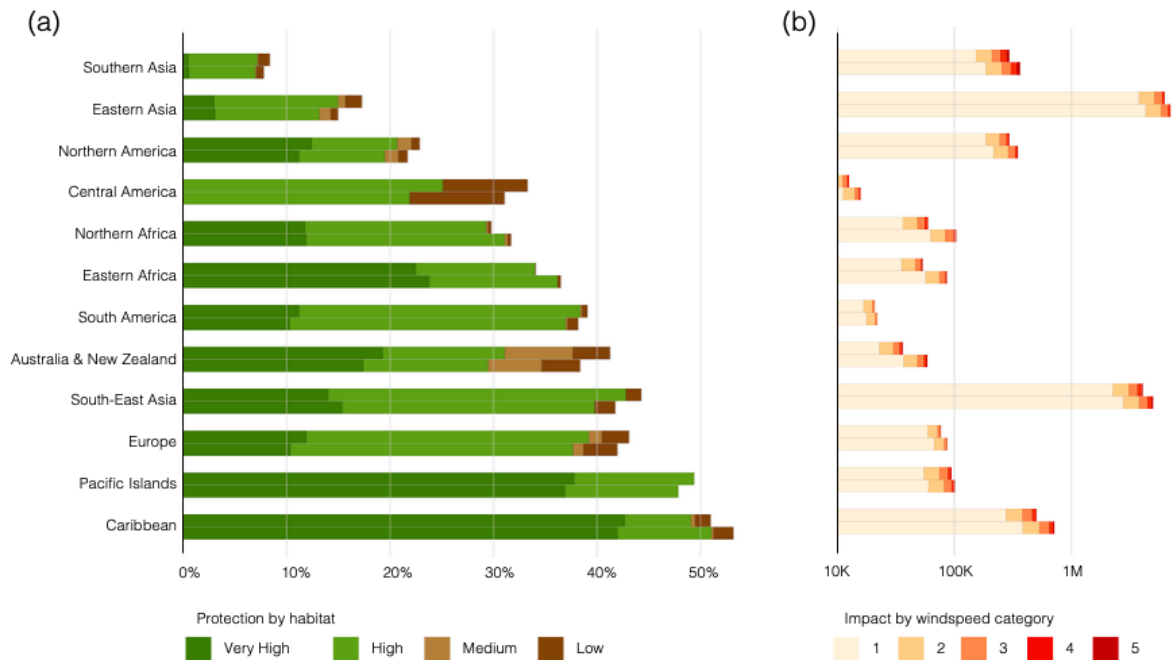 (a)
(b)
Southern Asia
Eastern Asia
Northern America
Central America
Northern Africa
Eastern Africa
South America
Australia & New Zealand
South-East Asia
Europe
Pacific Islands
Caribbean
0% 10% 20% 30% 40% 50%
10K 100K 1M
Protection by habitat
Very High High Medium Low
Impact by windspeed category
1 2 3 4 5